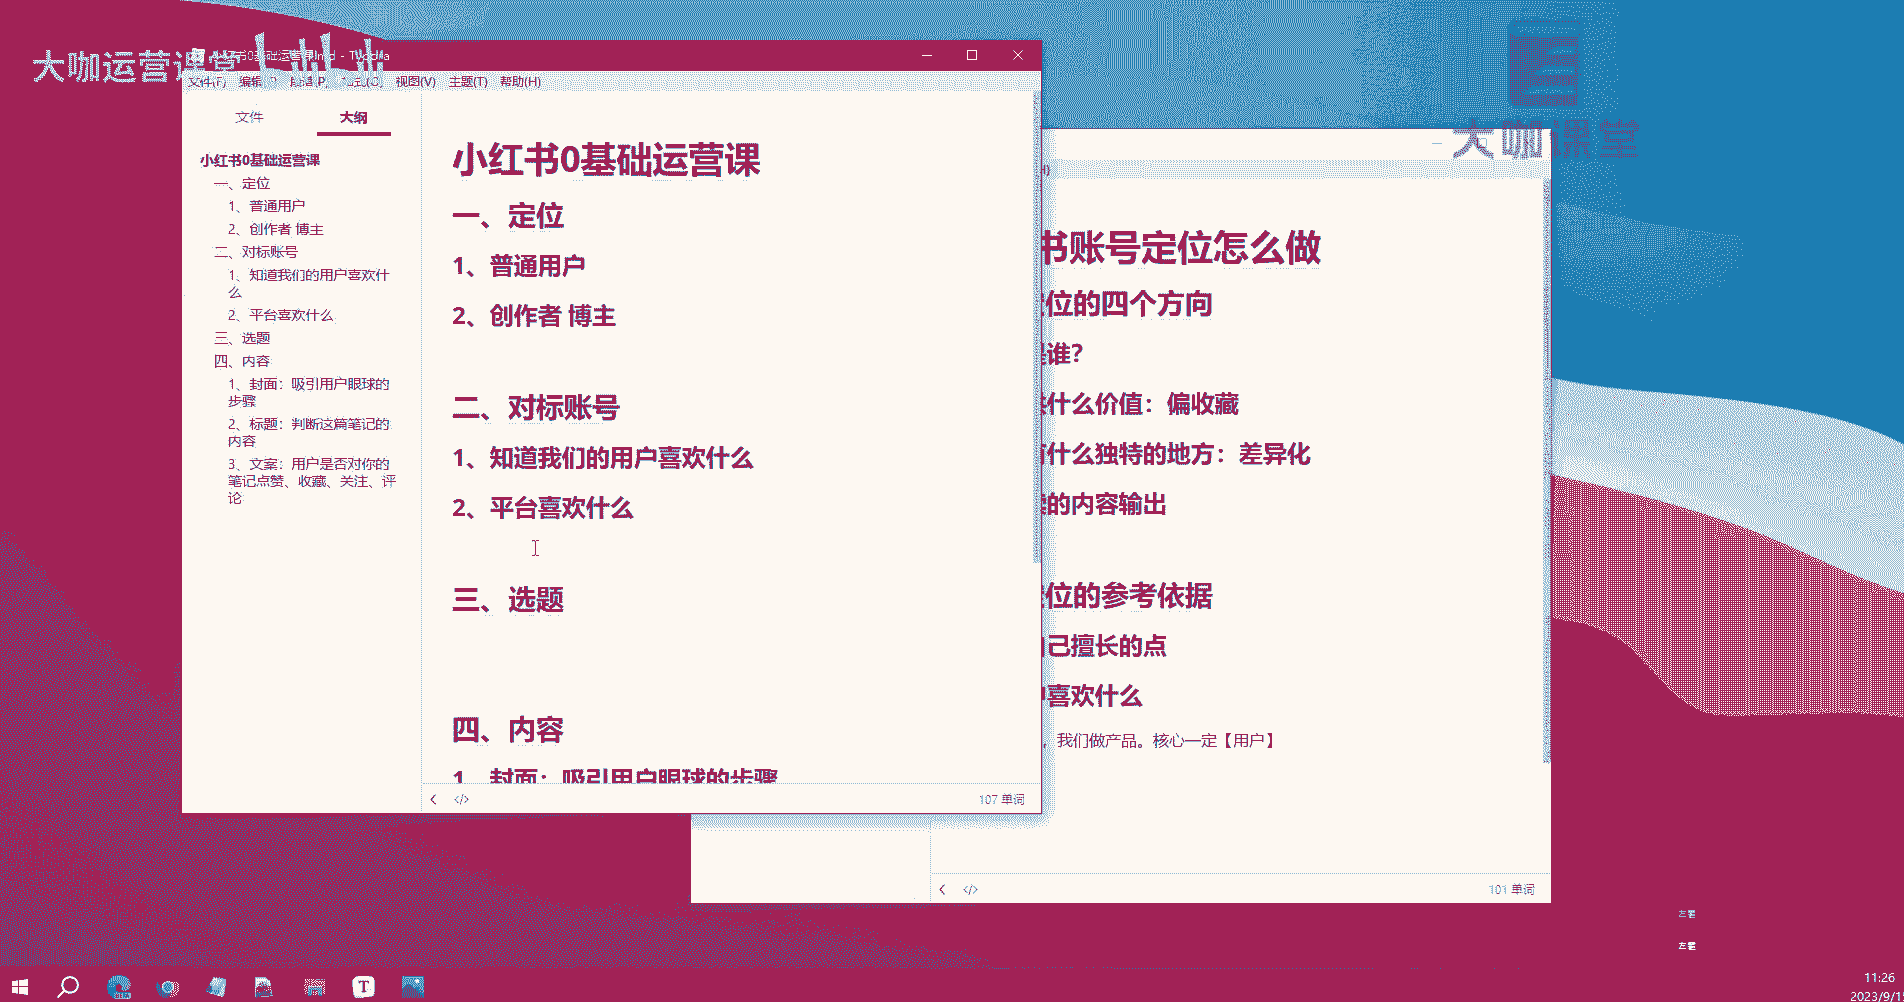 大咖运营课堂
bilibili
大咖课堂
小红书0基础运营课.md - Typora
文件(F) 编辑 视图(V) 主题(T) 帮助(H)
文件 大纲
小红书0基础运营课
一、定位
1、普通用户
2、创作者 博主
二、对标账号
1、知道我们的用户喜欢什
么
2、平台喜欢什么
三、选题
四、内容
1、封面：吸引用户眼球的
步骤
2、标题：判断这篇笔记的
内容
3、文案：用户是否对你的
笔记点赞、收藏、关注、评
论
小红书0基础运营课
一、定位
1、普通用户
2、创作者 博主
二、对标账号
1、知道我们的用户喜欢什么
2、平台喜欢什么
三、选题
四、内容
1、封面：吸引用户眼球的步骤
107 单词
书账号定位怎么做
位的四个方向
是谁？
什么价值：偏收藏
什么独特的地方：差异化
的内容输出
位的参考依据
己擅长的点
喜欢什么
，我们做产品。核心一定【用户】
101 单词
11:26